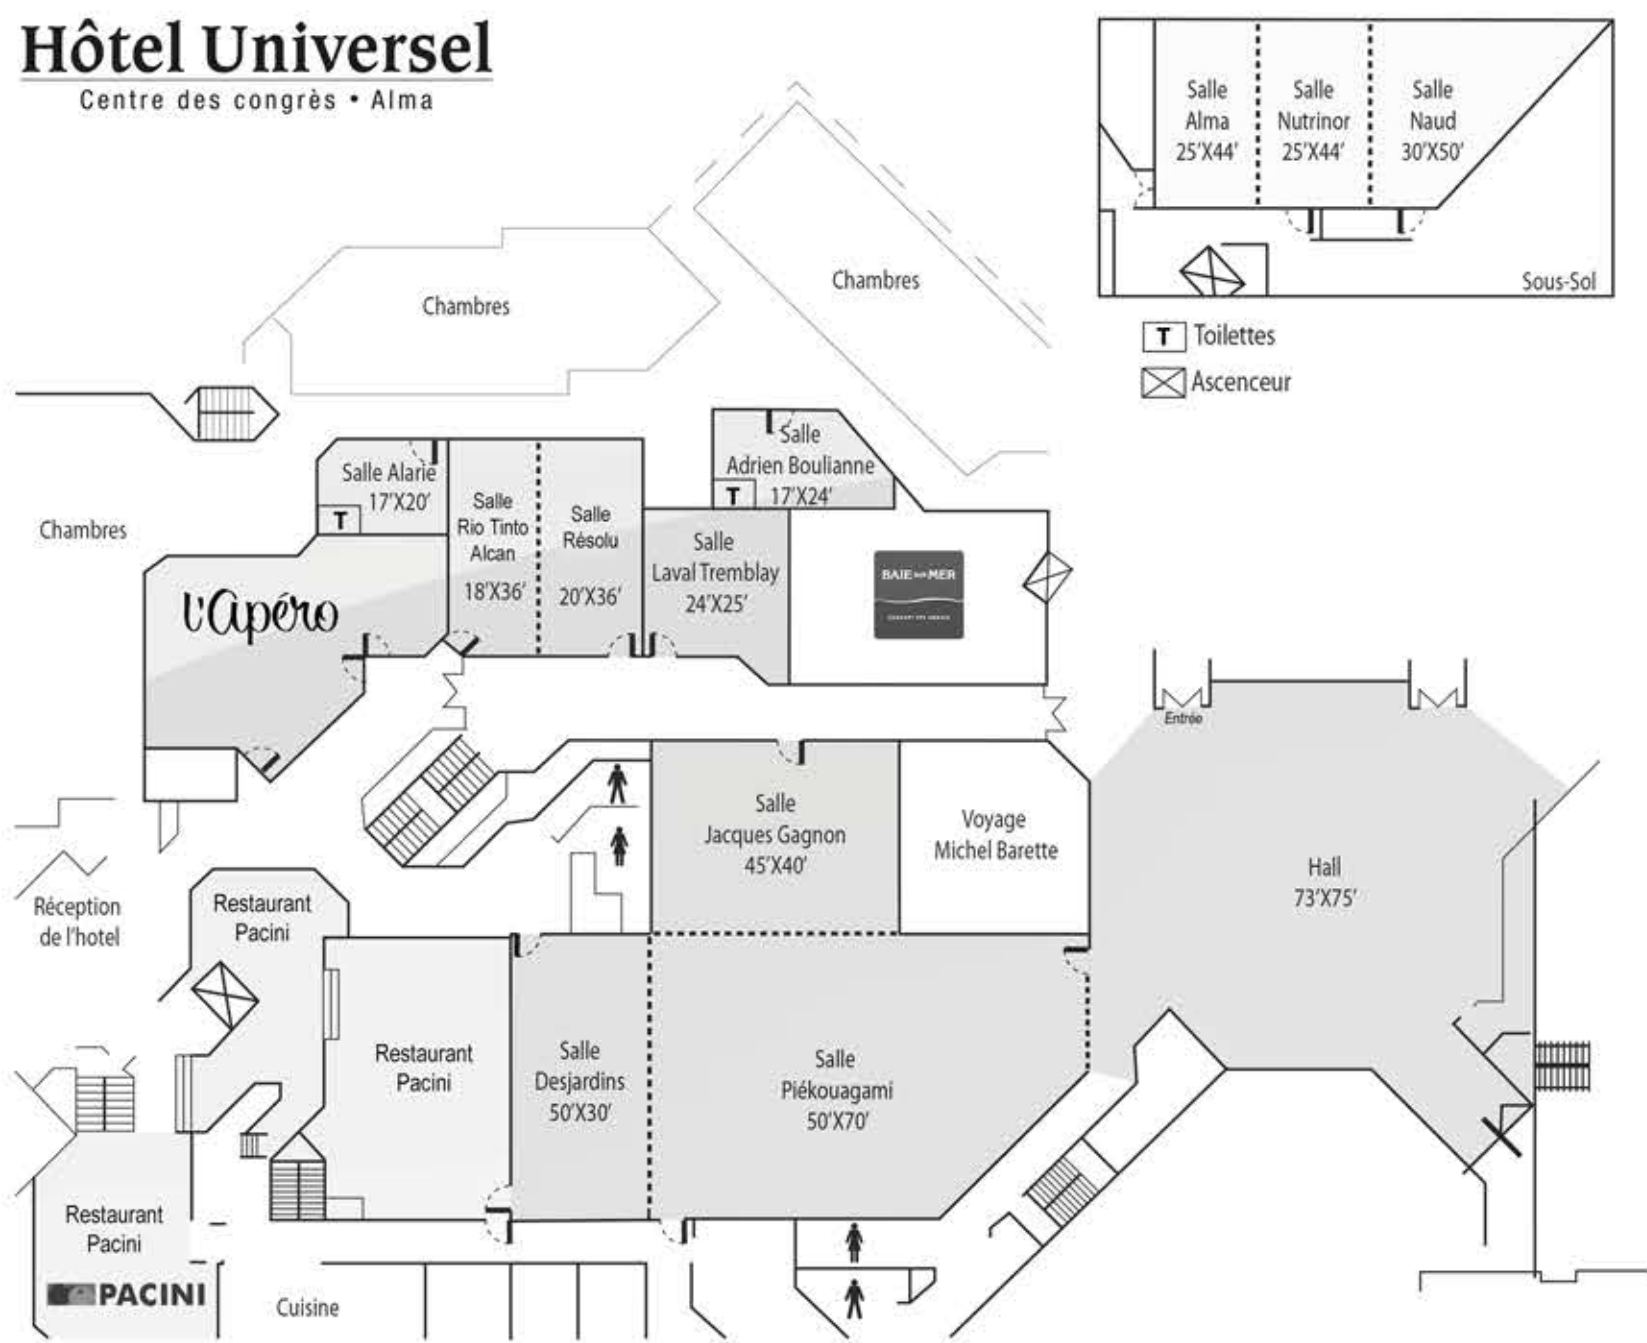 Hôtel Universel
Centre des congrès • Alma
Salle
Alma
25'X44'
Salle
Nutrinor
25'X44'
Salle
Naud
30'X50'
Sous-Sol
T Toilettes
Ascenceur
Chambres
Chambres
Chambres
Salle Alarie
17'X20'
T
Salle
Rio Tinto
Alcan
18'X36'
Salle
Résolu
20'X36'
Salle
Adrien Boulianne
17'X24'
T
Salle
Laval Tremblay
24'X25'
BAIE MER
l'Apéro
Entrée
Salle
Jacques Gagnon
45'X40'
Voyage
Michel Barette
Hall
73'X75'
Réception
de l'hotel
Restaurant
Pacini
Restaurant
Pacini
Salle
Desjardins
50'X30'
Salle
Piékouagami
50'X70'
Restaurant
Pacini
PACINI
Cuisine